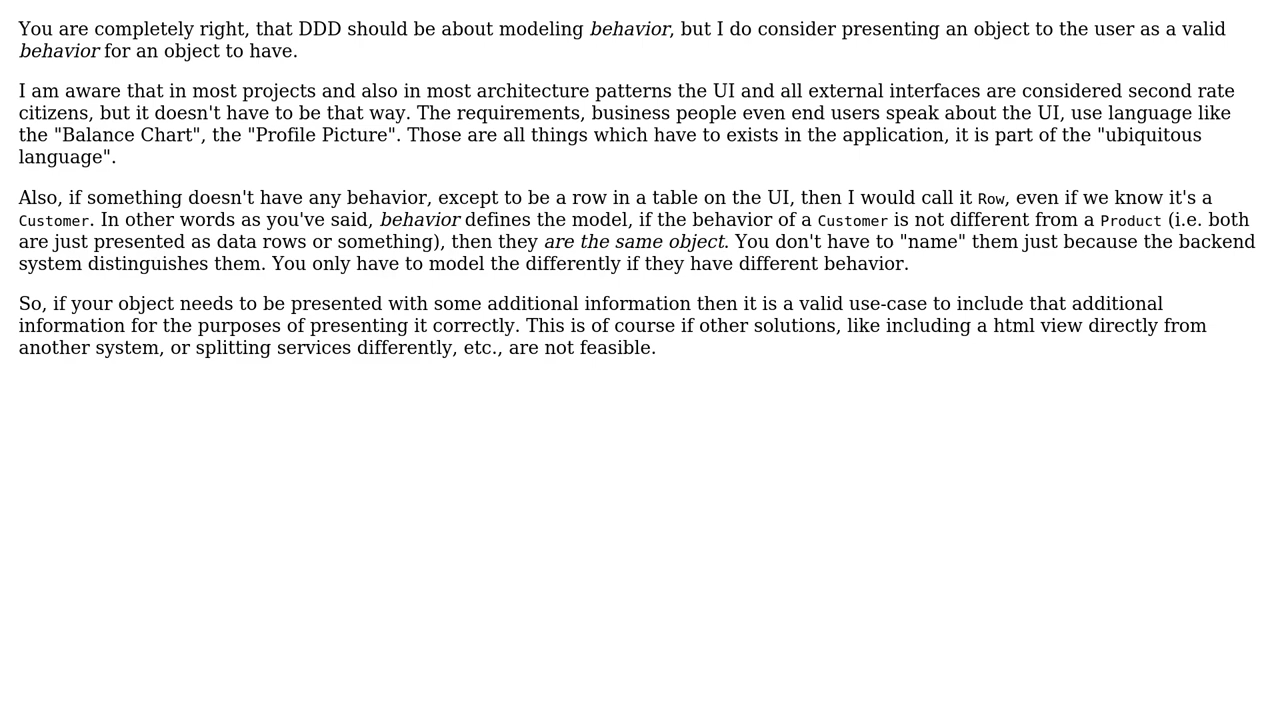 You are completely right, that DDD should be about modeling behavior, but I do consider presenting an object to the user as a valid
behavior for an object to have.
I am aware that in most projects and also in most architecture patterns the UI and all external interfaces are considered second rate
citizens, but it doesn't have to be that way. The requirements, business people even end users speak about the UI, use language like
the "Balance Chart", the "Profile Picture". Those are all things which have to exists in the application, it is part of the "ubiquitous
language".
Also, if something doesn't have any behavior, except to be a row in a table on the UI, then I would call it Row, even if we know it's a
Customer. In other words as you've said, behavior defines the model, if the behavior of a Customer is not different from a Product (i.e. both
are just presented as data rows or something), then they are the same object. You don't have to "name" them just because the backend
system distinguishes them. You only have to model the differently if they have different behavior.
So, if your object needs to be presented with some additional information then it is a valid use-case to include that additional
information for the purposes of presenting it correctly. This is of course if other solutions, like including a html view directly from
another system, or splitting services differently, etc., are not feasible.